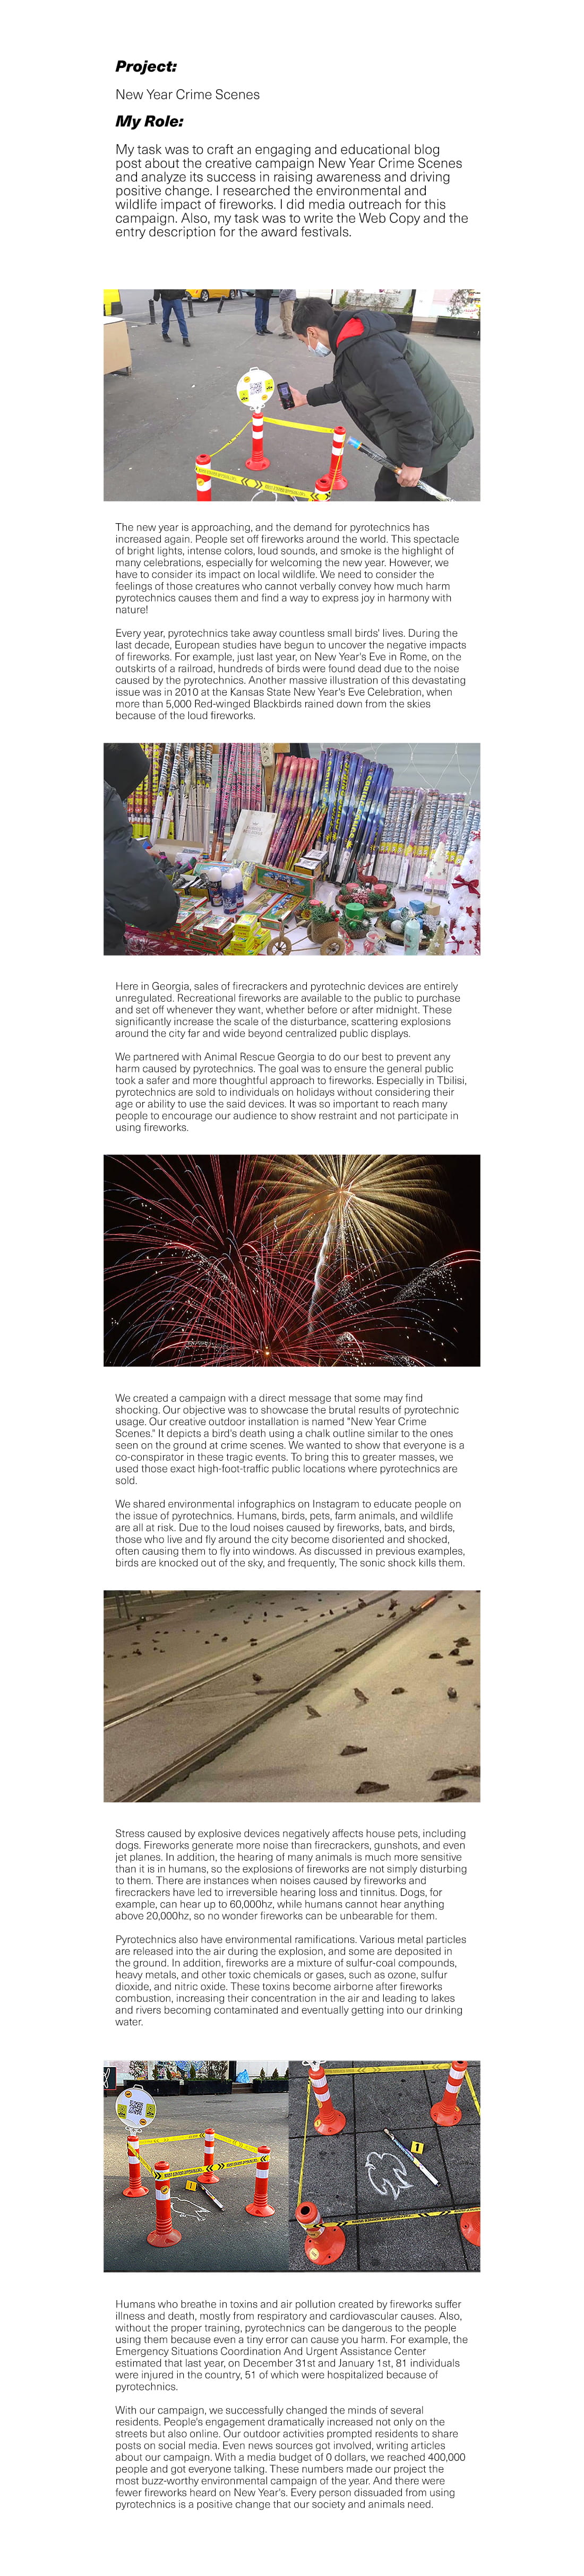 Project:
New Year Crime Scenes
My Role:
My task was to craft an engaging and educational blog
post about the creative campaign New Year Crime Scenes
and analyze its success in raising awareness and driving
positive change. I researched the environmental and
wildlife impact of fireworks. I did media outreach for this
campaign. Also, my task was to write the Web Copy and the
entry description for the award festivals.
The new year is approaching, and the demand for pyrotechnics has
increased again. People set off fireworks around the world. This spectacle
of bright lights, intense colors, loud sounds, and smoke is the highlight of
many celebrations, especially for welcoming the new year. However, we
have to consider its impact on local wildlife. We need to consider the
feelings of those creatures who cannot verbally convey how much harm
pyrotechnics causes them and find a way to express joy in harmony with
nature!
Every year, pyrotechnics take away countless small birds' lives. During the
last decade, European studies have begun to uncover the negative impacts
of fireworks. For example, just last year, on New Year's Eve in Rome, on the
outskirts of a railroad, hundreds of birds were found dead due to the noise
caused by the pyrotechnics. Another massive illustration of this devastating
issue was in 2010 at the Kansas State New Year's Eve Celebration, when
more than 5,000 Red-winged Blackbirds rained down from the skies
because of the loud fireworks.
Here in Georgia, sales of firecrackers and pyrotechnic devices are entirely
unregulated. Recreational fireworks are available to the public to purchase
and set off whenever they want, whether before or after midnight. These
significantly increase the scale of the disturbance, scattering explosions
around the city far and wide beyond centralized public displays.
We partnered with Animal Rescue Georgia to do our best to prevent any
harm caused by pyrotechnics. The goal was to ensure the general public
took a safer and more thoughtful approach to fireworks. Especially in Tbilisi,
pyrotechnics are sold to individuals on holidays without considering their
age or ability to use the said devices. It was so important to reach many
people to encourage our audience to show restraint and not participate in
using fireworks.
We created a campaign with a direct message that some may find
shocking. Our objective was to showcase the brutal results of pyrotechnic
usage. Our creative outdoor installation is named "New Year Crime
Scenes." It depicts a bird's death using a chalk outline similar to the ones
seen on the ground at crime scenes. We wanted to show that everyone is a
co-conspirator in these tragic events. To bring this to greater masses, we
used those exact high-foot-traffic public locations where pyrotechnics are
sold.
We shared environmental infographics on Instagram to educate people on
the issue of pyrotechnics. Humans, birds, pets, farm animals, and wildlife
are all at risk. Due to the loud noises caused by fireworks, bats, and birds,
those who live and fly around the city become disoriented and shocked,
often causing them to fly into windows. As discussed in previous examples,
birds are knocked out of the sky, and frequently, The sonic shock kills them.
Stress caused by explosive devices negatively affects house pets, including
dogs. Fireworks generate more noise than firecrackers, gunshots, and even
jet planes. In addition, the hearing of many animals is much more sensitive
than it is in humans, so the explosions of fireworks are not simply disturbing
to them. There are instances when noises caused by fireworks and
firecrackers have led to irreversible hearing loss and tinnitus. Dogs, for
example, can hear up to 60,000hz, while humans cannot hear anything
above 20,000hz, so no wonder fireworks can be unbearable for them.
Pyrotechnics also have environmental ramifications. Various metal particles
are released into the air during the explosion, and some are deposited in
the ground. In addition, fireworks are a mixture of sulfur-coal compounds,
heavy metals, and other toxic chemicals or gases, such as ozone, sulfur
dioxide, and nitric oxide. These toxins become airborne after fireworks
combustion, increasing their concentration in the air and leading to lakes
and rivers becoming contaminated and eventually getting into our drinking
water.
1
1
Humans who breathe in toxins and air pollution created by fireworks suffer
illness and death, mostly from respiratory and cardiovascular causes. Also,
without the proper training, pyrotechnics can be dangerous to the people
using them because even a tiny error can cause you harm. For example, the
Emergency Situations Coordination And Urgent Assistance Center
estimated that last year, on December 31st and January 1st, 81 individuals
were injured in the country, 51 of which were hospitalized because of
pyrotechnics.
With our campaign, we successfully changed the minds of several
residents. People's engagement dramatically increased not only on the
streets but also online. Our outdoor activities prompted residents to share
posts on social media. Even news sources got involved, writing articles
about our campaign. With a media budget of 0 dollars, we reached 400,000
people and got everyone talking. These numbers made our project the
most buzz-worthy environmental campaign of the year. And there were
fewer fireworks heard on New Year's. Every person dissuaded from using
pyrotechnics is a positive change that our society and animals need.